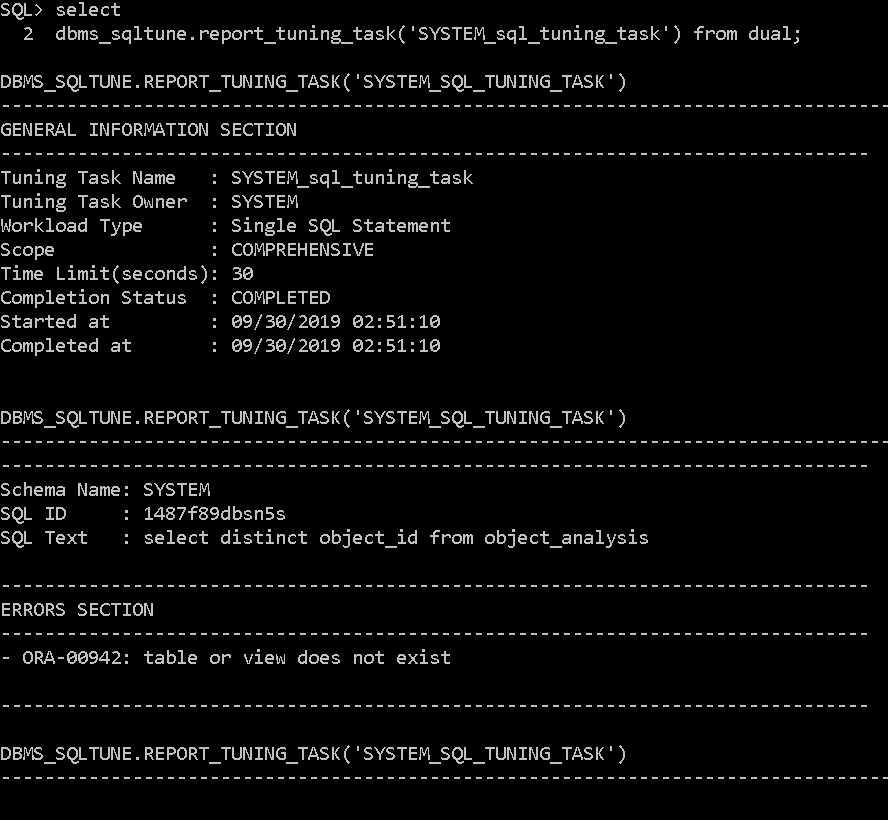 SQL> select
  2  dbms_sqltune.report_tuning_task('SYSTEM_sql_tuning_task') from dual;
DBMS_SQLTUNE.REPORT_TUNING_TASK('SYSTEM_SQL_TUNING_TASK')
--------------------------------------------------------------------------------
GENERAL INFORMATION SECTION
-------------------------------------------------------------------------------
Tuning Task Name   : SYSTEM_sql_tuning_task
Tuning Task Owner  : SYSTEM
Workload Type      : Single SQL Statement
Scope              : COMPREHENSIVE
Time Limit(seconds): 30
Completion Status  : COMPLETED
Started at         : 09/30/2019 02:51:10
Completed at       : 09/30/2019 02:51:10
DBMS_SQLTUNE.REPORT_TUNING_TASK('SYSTEM_SQL_TUNING_TASK')
--------------------------------------------------------------------------------
-------------------------------------------------------------------------------
Schema Name: SYSTEM
SQL ID     : 1487f89dbsn5s
SQL Text   : select distinct object_id from object_analysis
-------------------------------------------------------------------------------
ERRORS SECTION
-------------------------------------------------------------------------------
- ORA-00942: table or view does not exist
-------------------------------------------------------------------------------
DBMS_SQLTUNE.REPORT_TUNING_TASK('SYSTEM_SQL_TUNING_TASK')
--------------------------------------------------------------------------------